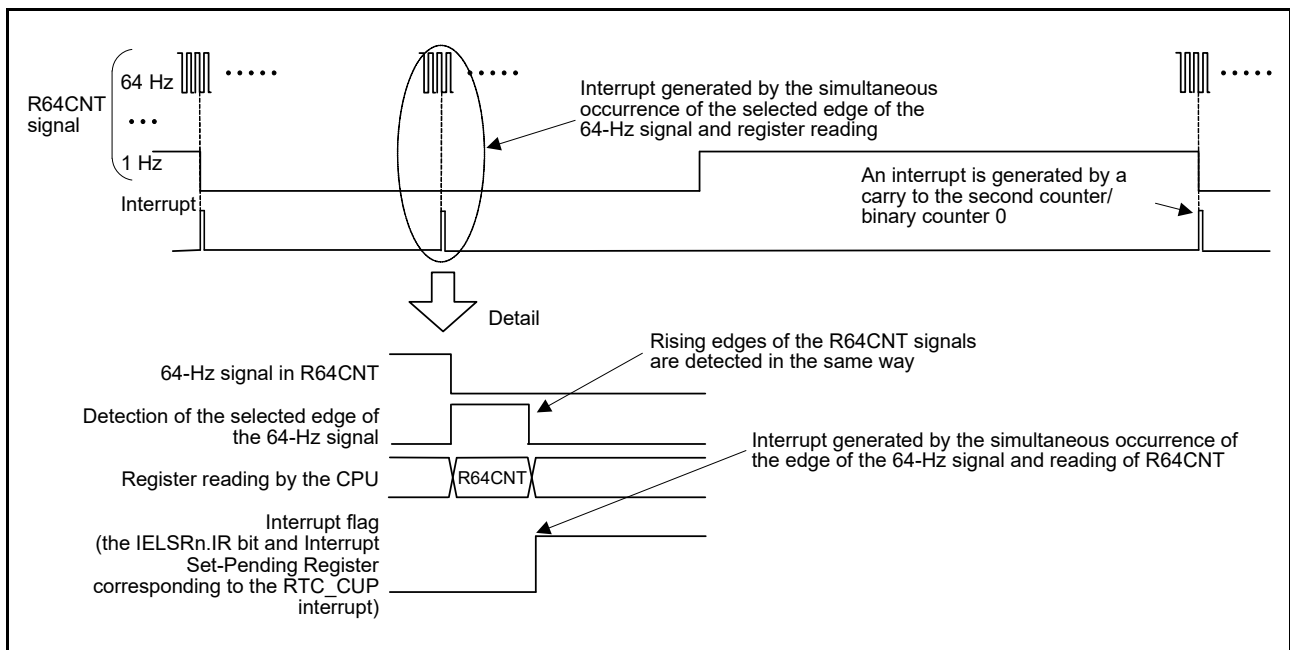 64 Hz
R64CNT
signal
1 Hz
Interrupt
Interrupt generated by the simultaneous
occurrence of the selected edge of the
64-Hz signal and register reading
An interrupt is generated by a
carry to the second counter/
binary counter 0
Detail
Rising edges of the R64CNT signals
are detected in the same way
64-Hz signal in R64CNT
Detection of the selected edge of
the 64-Hz signal
Interrupt generated by the simultaneous occurrence of
the edge of the 64-Hz signal and reading of R64CNT
Register reading by the CPU
R64CNT
Interrupt flag
(the IELSRn.IR bit and Interrupt
Set-Pending Register
corresponding to the RTC_CUP
interrupt)